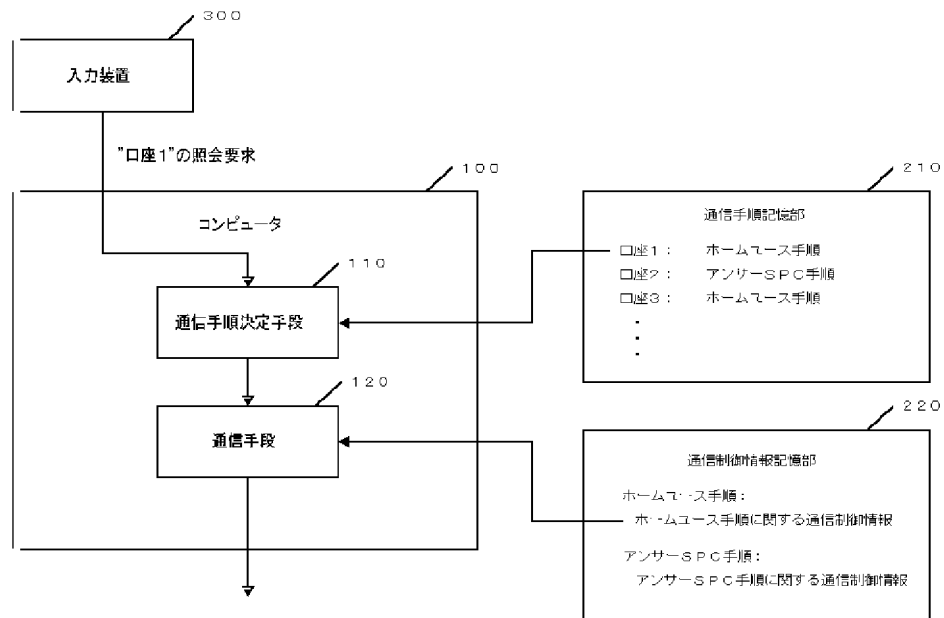 300
入力装置
"口座1"の照会要求
100
コンピュータ
110
通信手順決定手段
120
通信手段
210
通信手順記憶部
口座1： ホームユース手順
口座2： アンサーSPC手順
口座3： ホームユース手順
・
・
・
220
通信制御情報記憶部
ホームユース手順：
ホームユース手順に関する通信制御情報
アンサーSPC手順：
アンサーSPC手順に関する通信制御情報